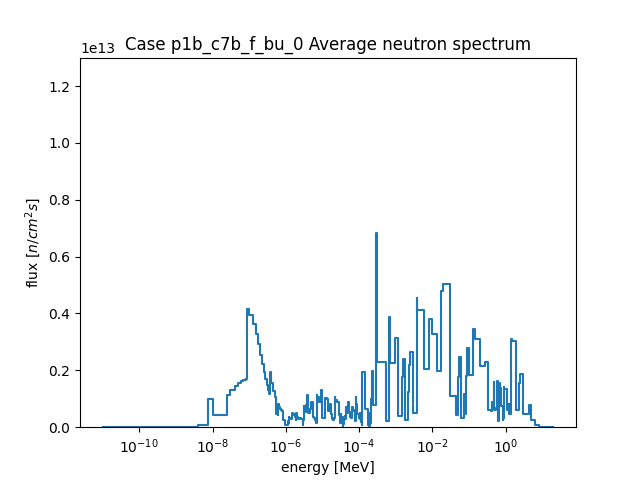 1e13 Case p1b_c7b_f_bu_0 Average neutron spectrum
1.2
1.0
0.8
0.6
0.4
0.2
0.0
flux [n/cm²s]
10⁻¹⁰ 10⁻⁸ 10⁻⁶ 10⁻⁴ 10⁻² 10⁰
energy [MeV]